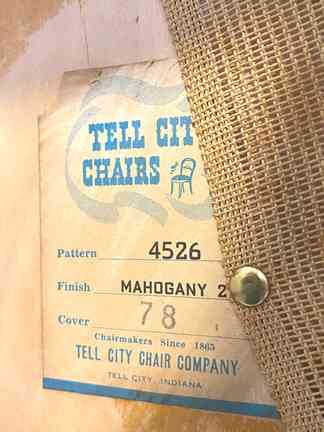 TELL CIT
CHAIRS
Pattern 4526
Finish MAHOGANY 2
Cover 78
Chairmakers Since 1865
TELL CITY CHAIR COMPANY
TELL CITY, INDIANA